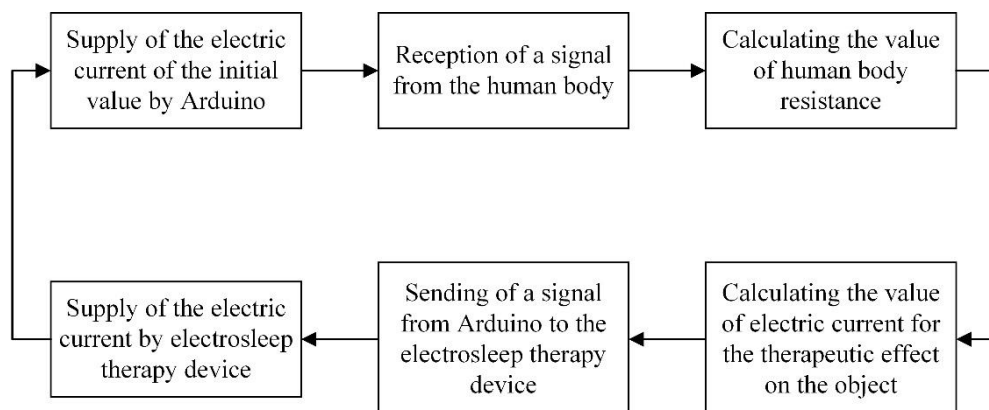 Supply of the electric
current of the initial
value by Arduino
Reception of a signal
from the human body
Calculating the value
of human body
resistance
Supply of the electric
current by electrosleep
therapy device
Sending of a signal
from Arduino to the
electrosleep therapy
device
Calculating the value
of electric current for
the therapeutic effect
on the object